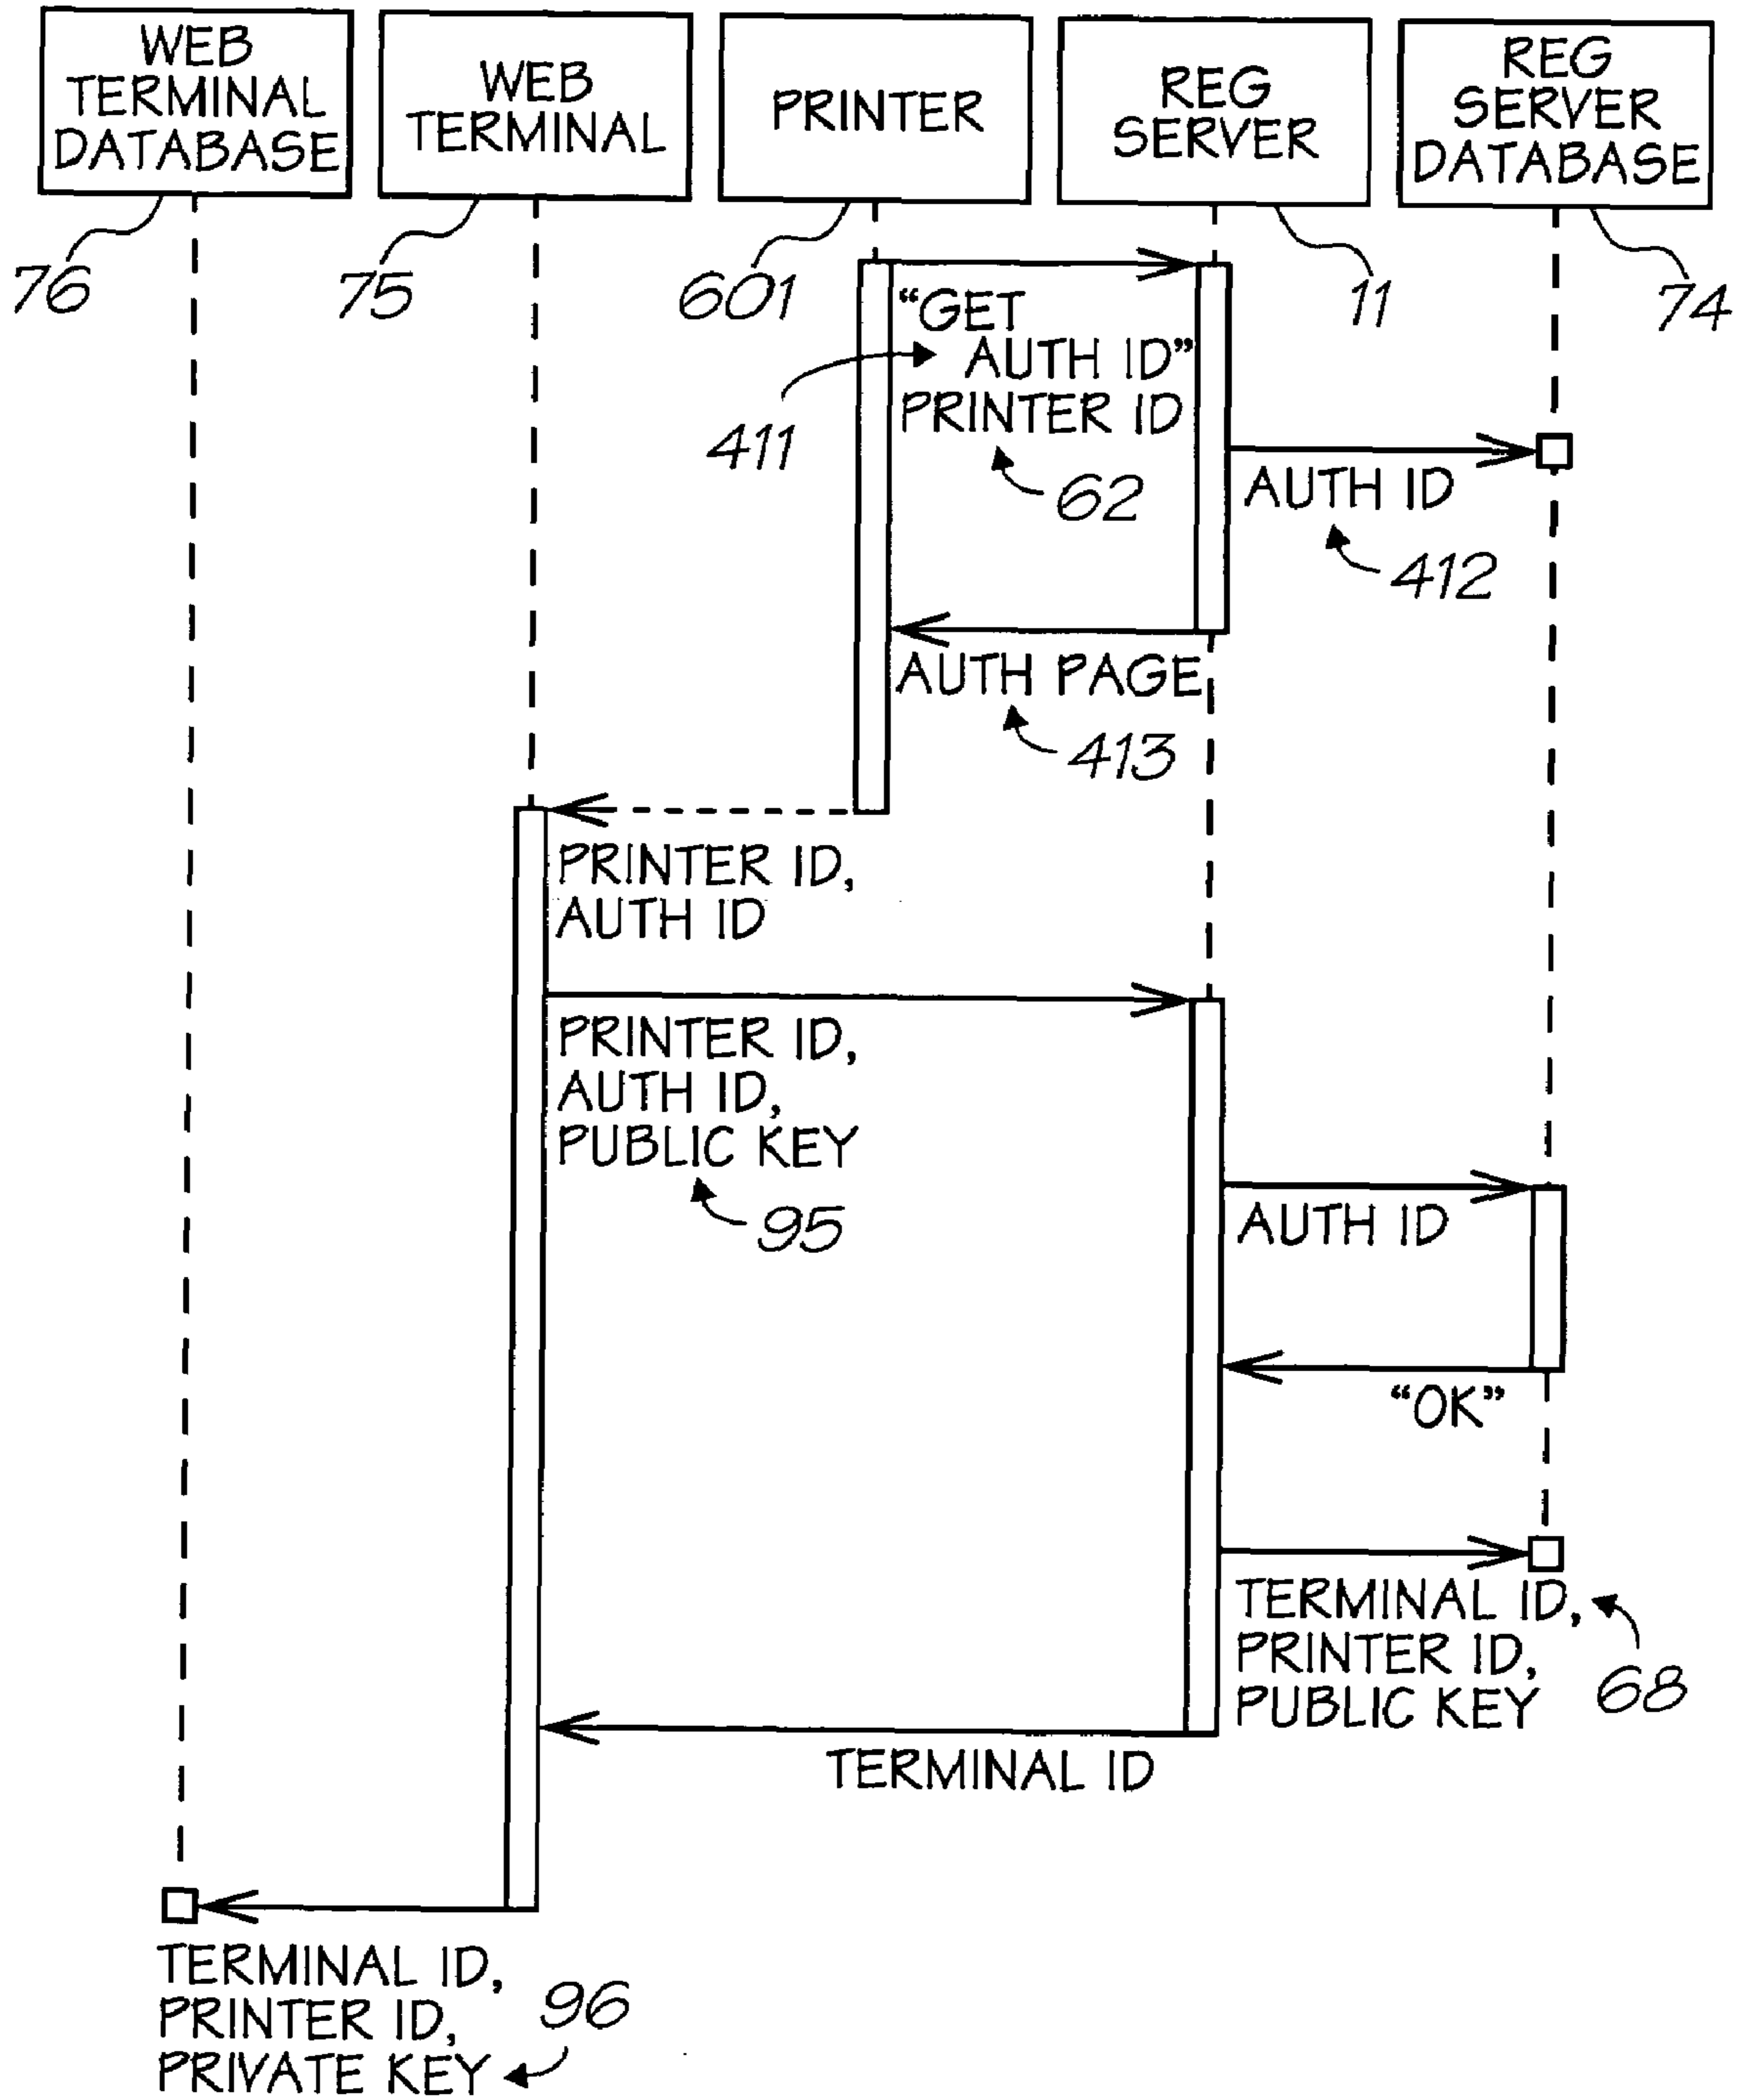 WEB
TERMINAL
DATABASE
WEB
TERMINAL
PRINTER
REG
SERVER
REG
SERVER
DATABASE
76
75
601
11
74
“GET
AUTH ID”
PRINTER ID
411
62
AUTH ID
412
AUTH PAGE
413
PRINTER ID,
AUTH ID
PRINTER ID,
AUTH ID,
PUBLIC KEY
95
AUTH ID
“OK”
TERMINAL ID,
PRINTER ID,
PUBLIC KEY
68
TERMINAL ID
TERMINAL ID,
PRINTER ID,
PRIVATE KEY
96